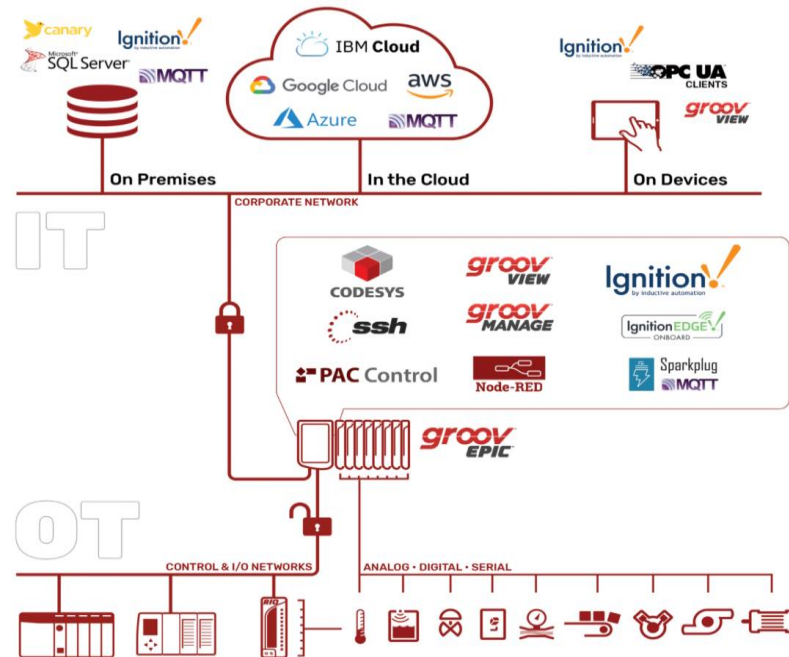 canary
Ignition!
by inductive automation
Microsoft®
SQL Server®
MQTT
IBM Cloud
Google Cloud
aws
Azure
MQTT
Ignition!
by inductive automation
OPC UA
CLIENTS
groov
VIEW
On Premises
In the Cloud
On Devices
CORPORATE NETWORK
IT
CODESYS
groov
VIEW
Ignition!
by inductive automation
ssh
groov
MANAGE
Ignition EDGE
ONBOARD
PAC Control
Node-RED
Sparkplug
MQTT
groov
EPIC
OT
CONTROL & I/O NETWORKS
ANALOG • DIGITAL • SERIAL
RIO